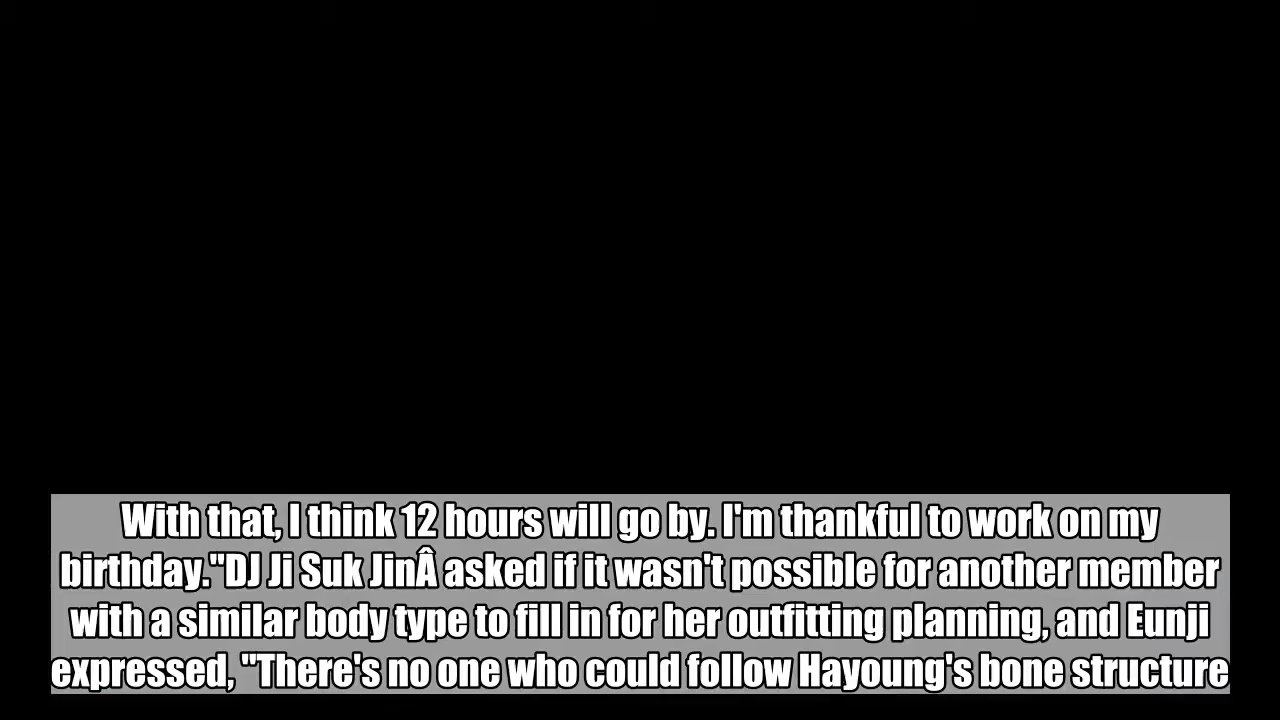 With that, I think 12 hours will go by. I'm thankful to work on my
birthday."DJ Ji Suk JinÂ asked if it wasn't possible for another member
with a similar body type to fill in for her outfitting planning, and Eunji
expressed, "There's no one who could follow Hayoung's bone structure